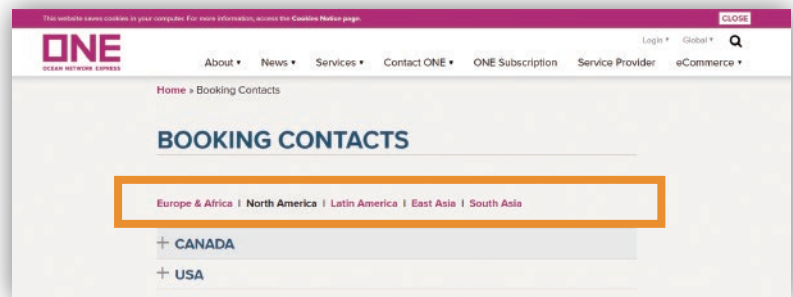 This website saves cookies in your computer. For more information, access the Cookies Notice page.
CLOSE
ONE
OCEAN NETWORK EXPRESS
Login ▾ Global ▾
About ▾ News ▾ Services ▾ Contact ONE ▾ ONE Subscription Service Provider eCommerce ▾
Home » Booking Contacts
BOOKING CONTACTS
Europe & Africa | North America | Latin America | East Asia | South Asia
+ CANADA
+ USA